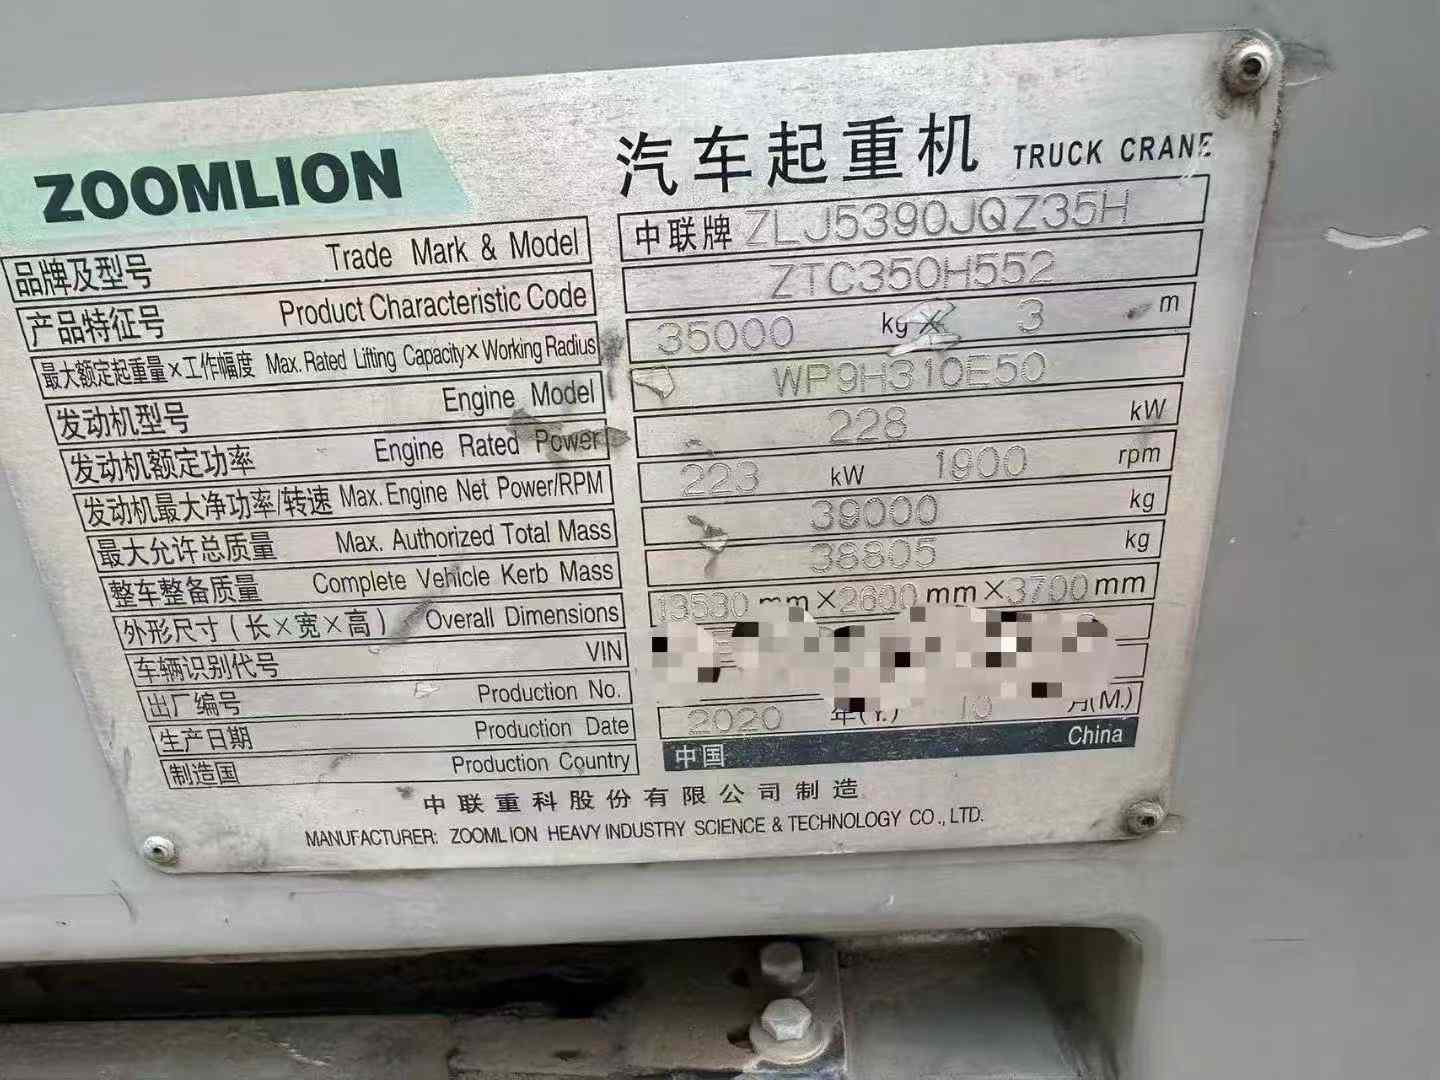 ZOOMLION 汽车起重机 TRUCK CRANE
品牌及型号 Trade Mark & Model 中联牌 ZLJ5390JQZ35H
产品特征号 Product Characteristic Code ZTC350H552
最大额定起重量×工作幅度 Max. Rated Lifting Capacity×Working Radius 35000 kg × 3 m
发动机型号 Engine Model WP9H310E50
发动机额定功率 Engine Rated Power 228 kW
发动机最大净功率/转速 Max. Engine Net Power/RPM 223 kW 1900 rpm
最大允许总质量 Max. Authorized Total Mass 39000 kg
整车整备质量 Complete Vehicle Kerb Mass 38805 kg
外形尺寸(长×宽×高) Overall Dimensions 13530 mm×2600mm×3700mm
车辆识别代号 VIN
出厂编号 Production No.
生产日期 Production Date 2020 年(Y.) 10 月(M.)
制造国 Production Country 中国 China
中联重科股份有限公司制造
MANUFACTURER: ZOOMLION HEAVY INDUSTRY SCIENCE & TECHNOLOGY CO., LTD.